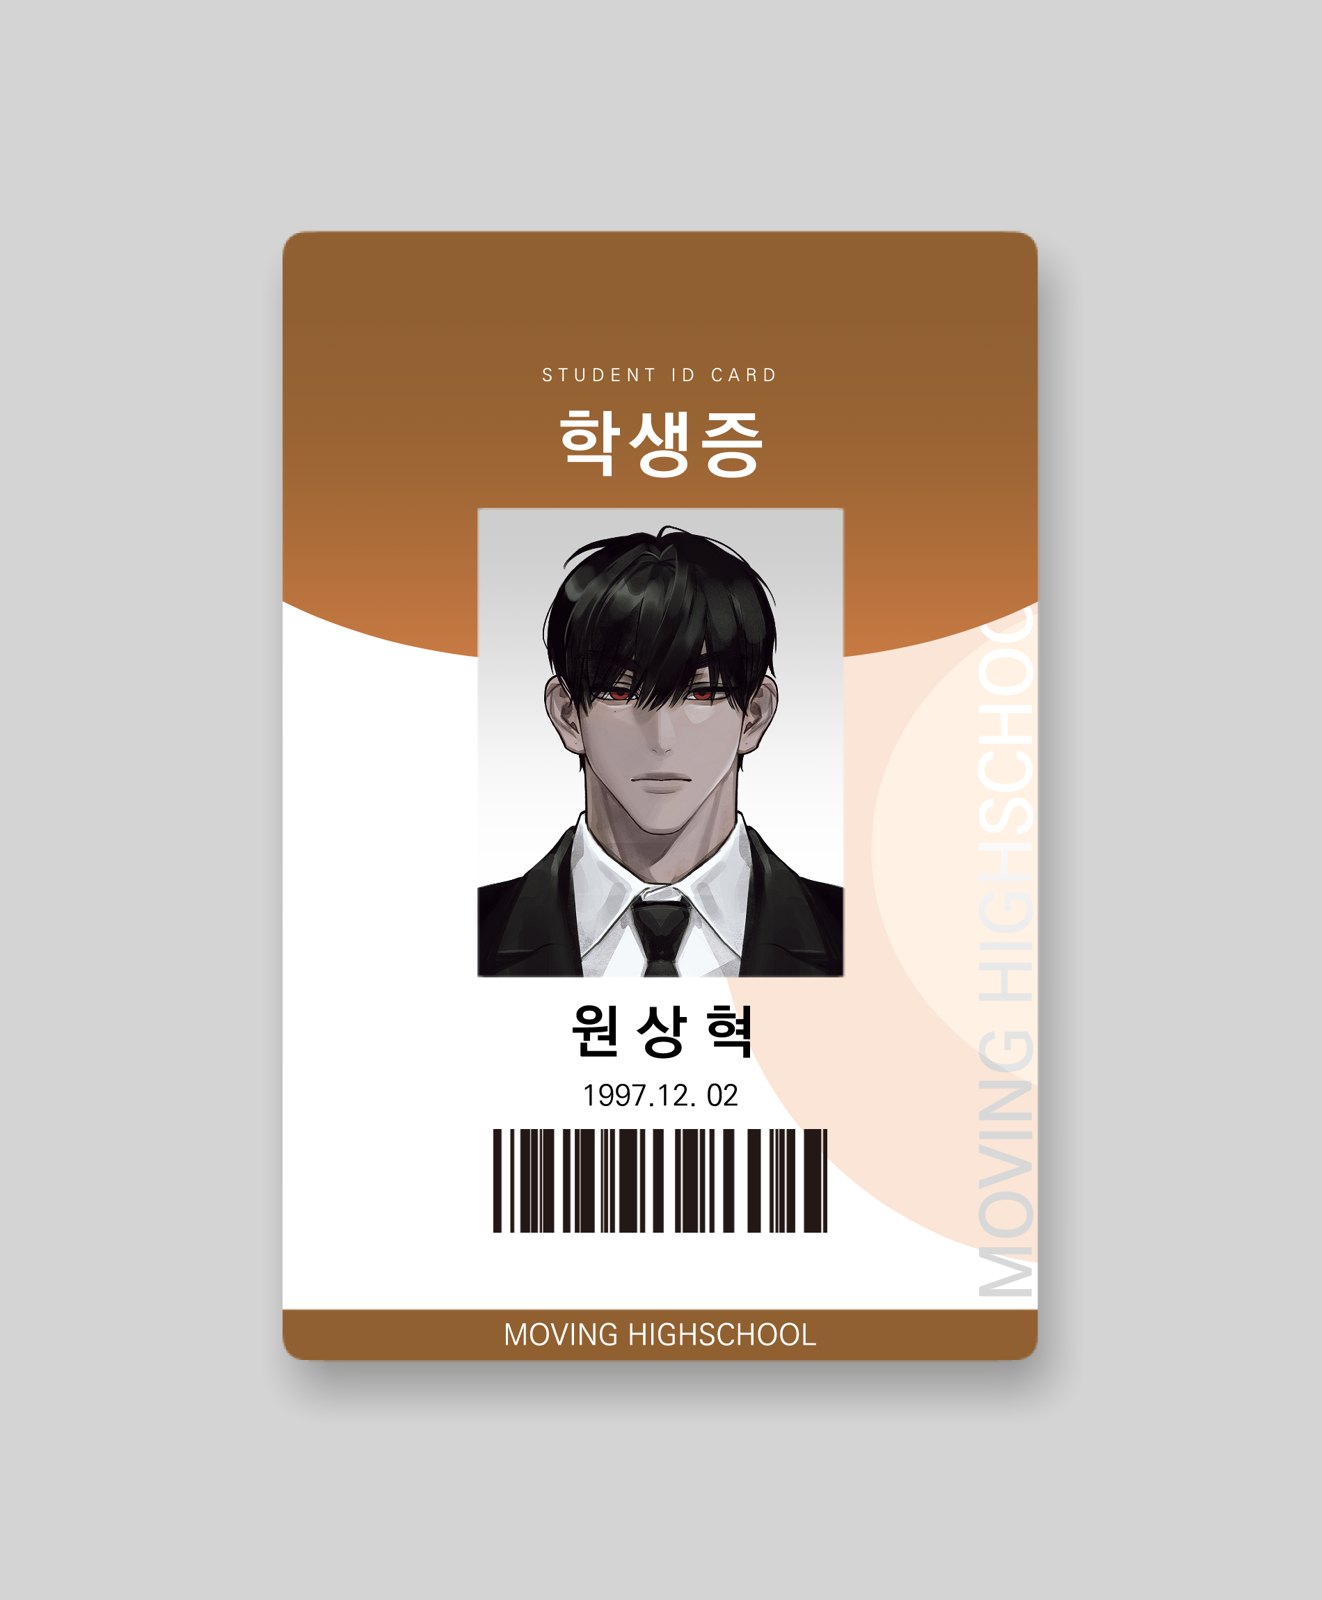 STUDENT ID CARD
학생증
원상혁
1997.12. 02
MOVING HIGHSCHOOL
MOVING HIGHSCHOOL